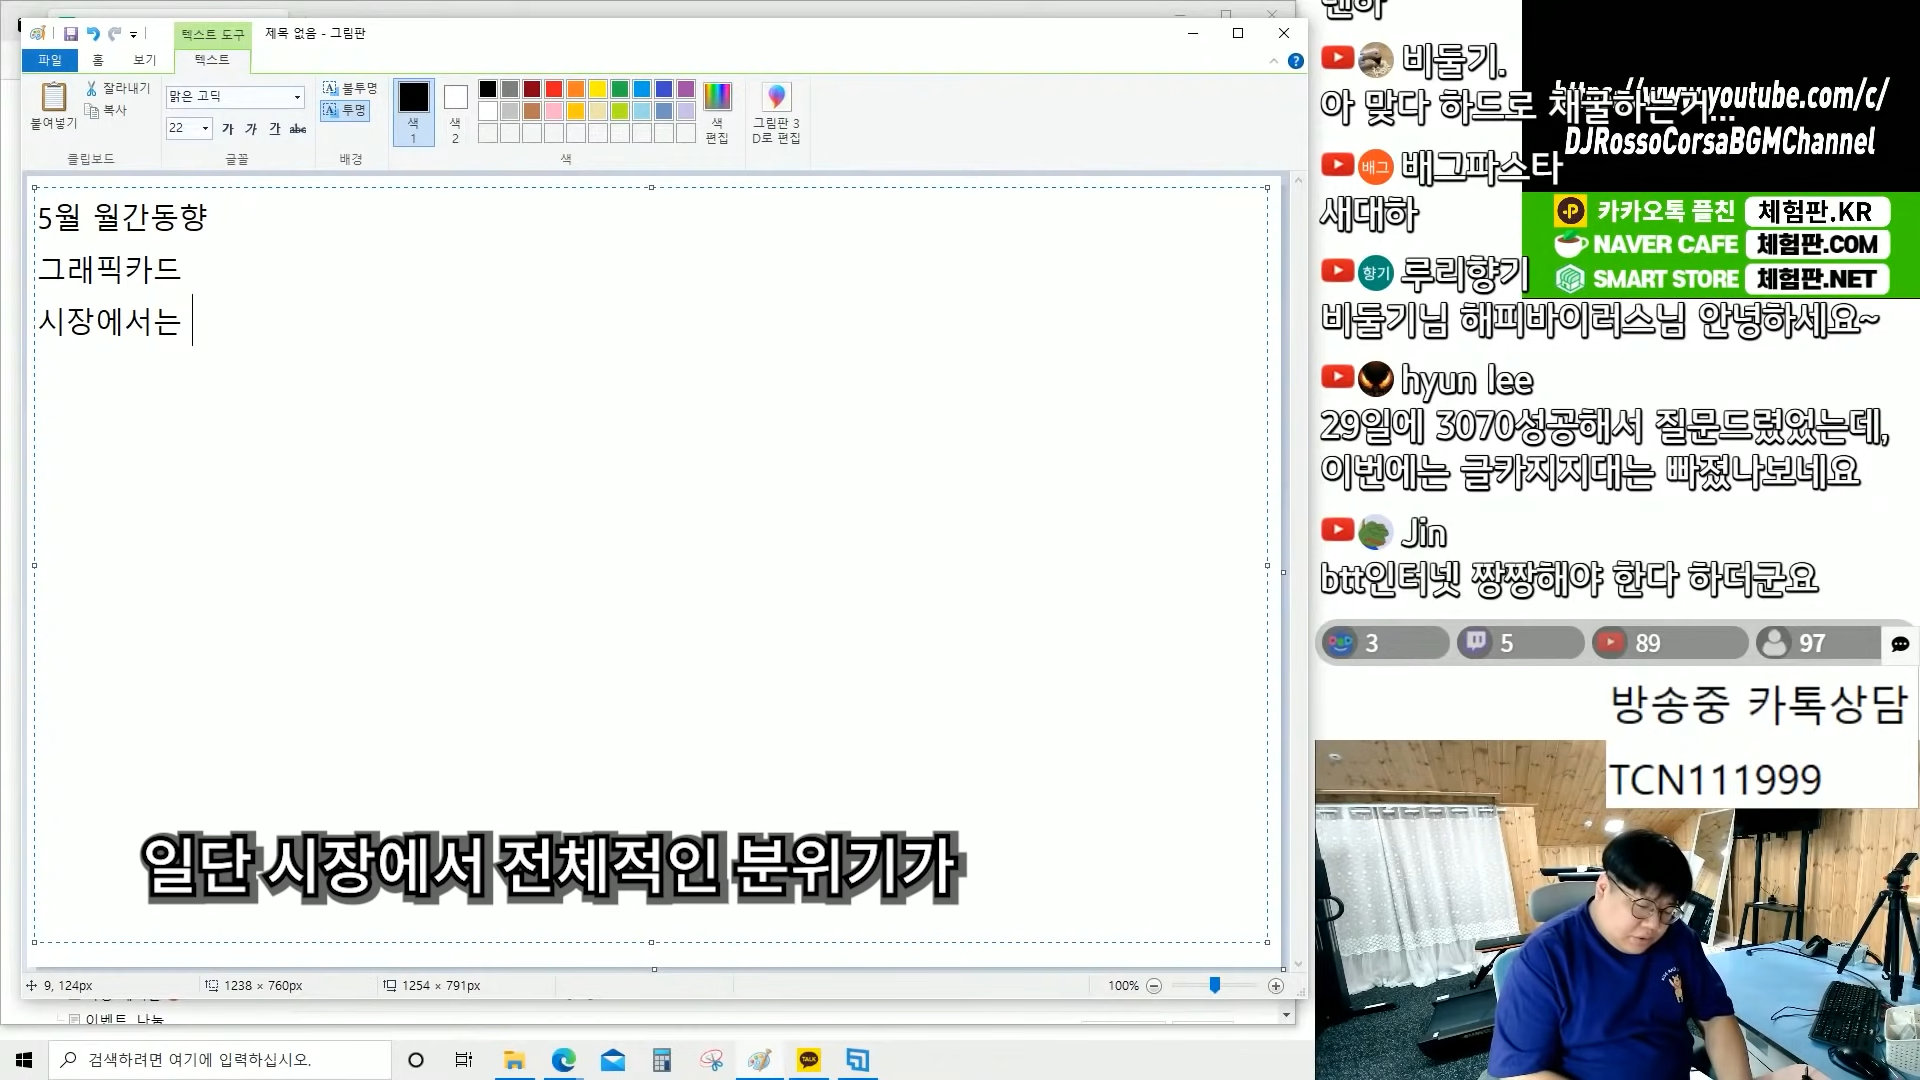 텍스트 도구
제목 없음 - 그림판
파일
홈
보기
텍스트
붙여넣기
잘라내기
복사
클립보드
맑은 고딕
22
가 가 가 abc
글꼴
불투명
투명
배경
색
1
색
2
색
편집
색
그림판 3
D로 편집
5월 월간동향
그래픽카드
시장에서는
일단 시장에서 전체적인 분위기가
9, 124px
1238 × 760px
1254 × 791px
100%
이벤트, 나눔
검색하려면 여기에 입력하십시오.
TALK
비둘기.
아 맞다 하드로 채굴하는거...
배그
배그파스타
새대하
향기
루리향기
비둘기님 해피바이러스님 안녕하세요~
hyun lee
29일에 3070성공해서 질문드렸었는데,
이번에는 글카지지대는 빠졌나보네요
Jin
btt인터넷 짱짱해야 한다 하더군요
https://www.youtube.com/c/
DJRossoCorsaBGMChannel
카카오톡 플친 체험판.KR
NAVER CAFE 체험판.COM
SMART STORE 체험판.NET
3
5
89
97
방송중 카톡상담
TCN111999